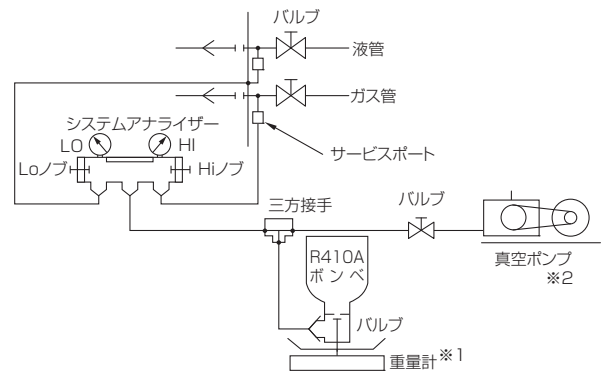 バルブ
液管
ガス管
システムアナライザー
LO
HI
Loノブ
Hiノブ
サービスポート
三方接手
バルブ
R410A
ボンベ
真空ポンプ
※2
バルブ
重量計※1